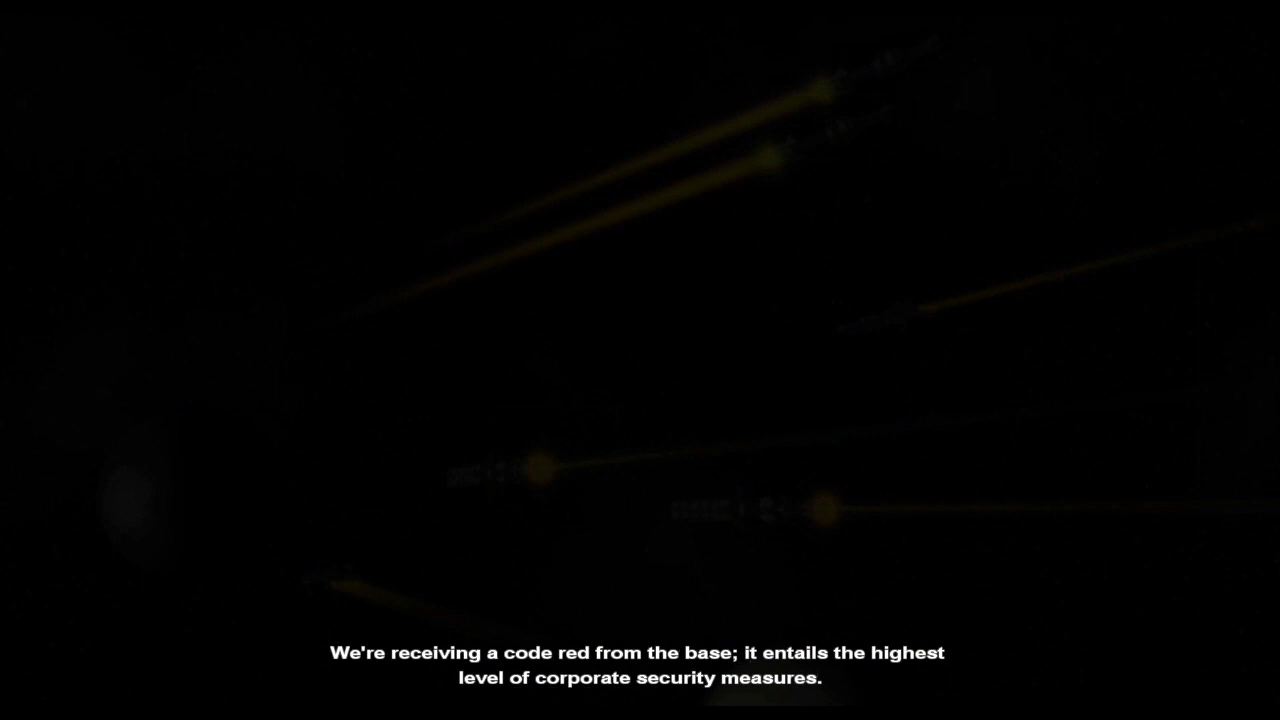 We're receiving a code red from the base; it entails the highest
level of corporate security measures.